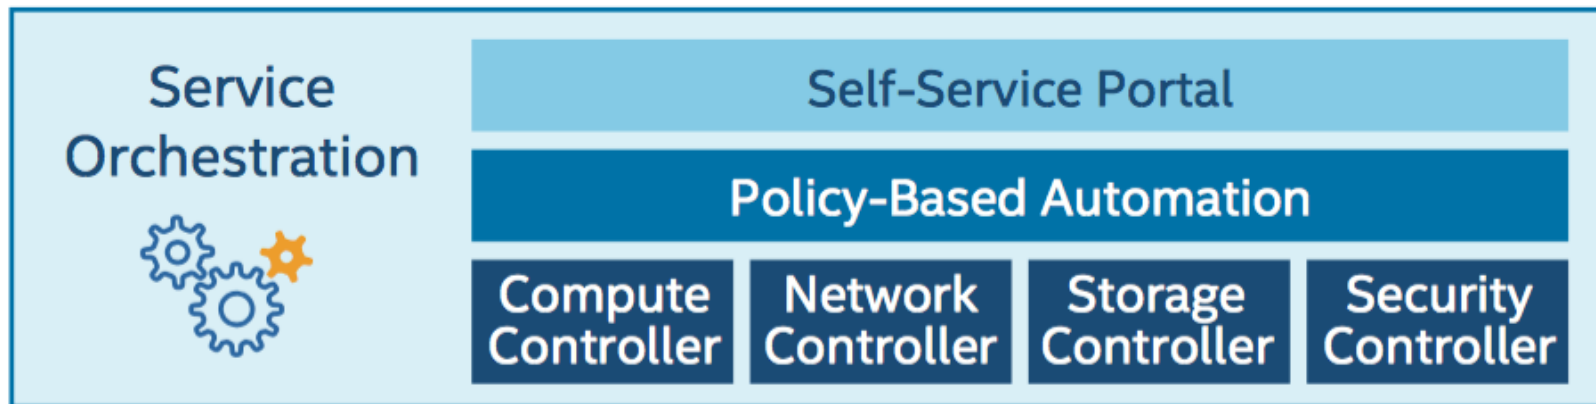 Service
Orchestration
Self-Service Portal
Policy-Based Automation
Compute
Controller
Network
Controller
Storage
Controller
Security
Controller